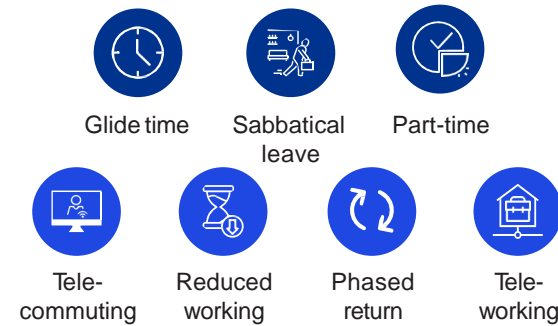 Glide time
Sabbatical
leave
Part-time
Tele-
commuting
Reduced
working
Phased
return
Tele-
working